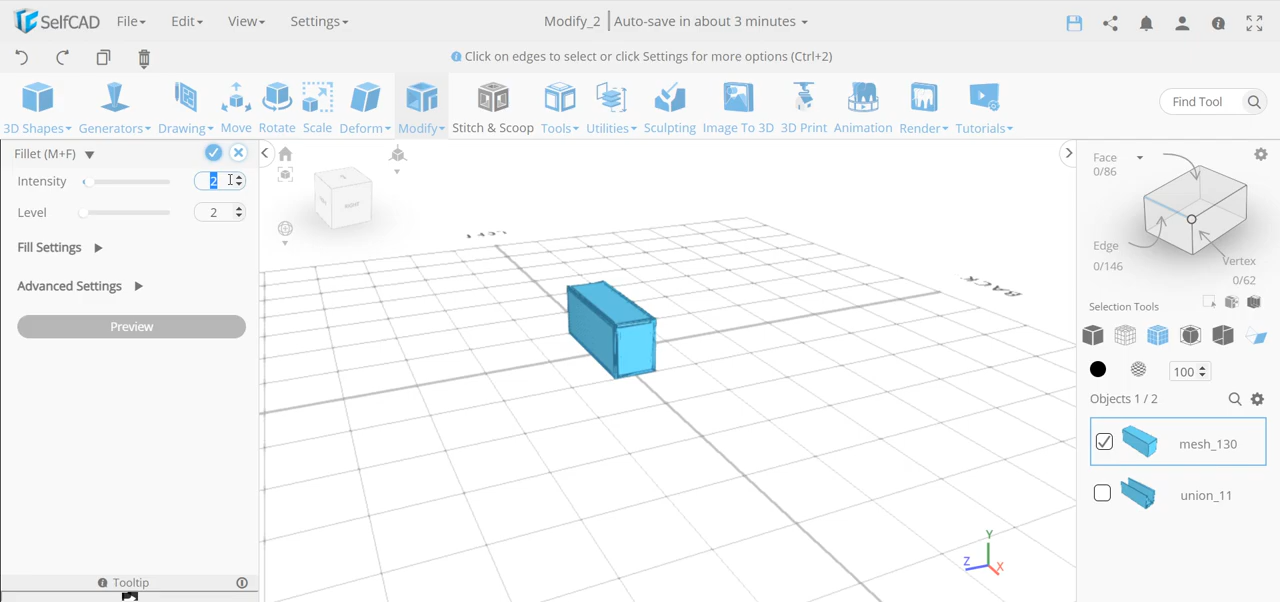 SelfCAD File▾ Edit▾ View▾ Settings▾ Modify_2 Auto-save in about 3 minutes ▾
Click on edges to select or click Settings for more options (Ctrl+2)
3D Shapes▾ Generators▾ Drawing▾ Move Rotate Scale Deform▾ Modify▾ Stitch & Scoop Tools▾ Utilities▾ Sculpting Image To 3D 3D Print Animation Render▾ Tutorials▾ Find Tool
Fillet (M+F) ▼
Intensity 2
Level 2
Fill Settings ▶
Advanced Settings ▶
Preview
Tooltip
LEFT
BACK
Y
Z
X
Face
0/86
Edge
0/146
Vertex
0/62
Selection Tools
100
Objects 1 / 2
mesh_130
union_11